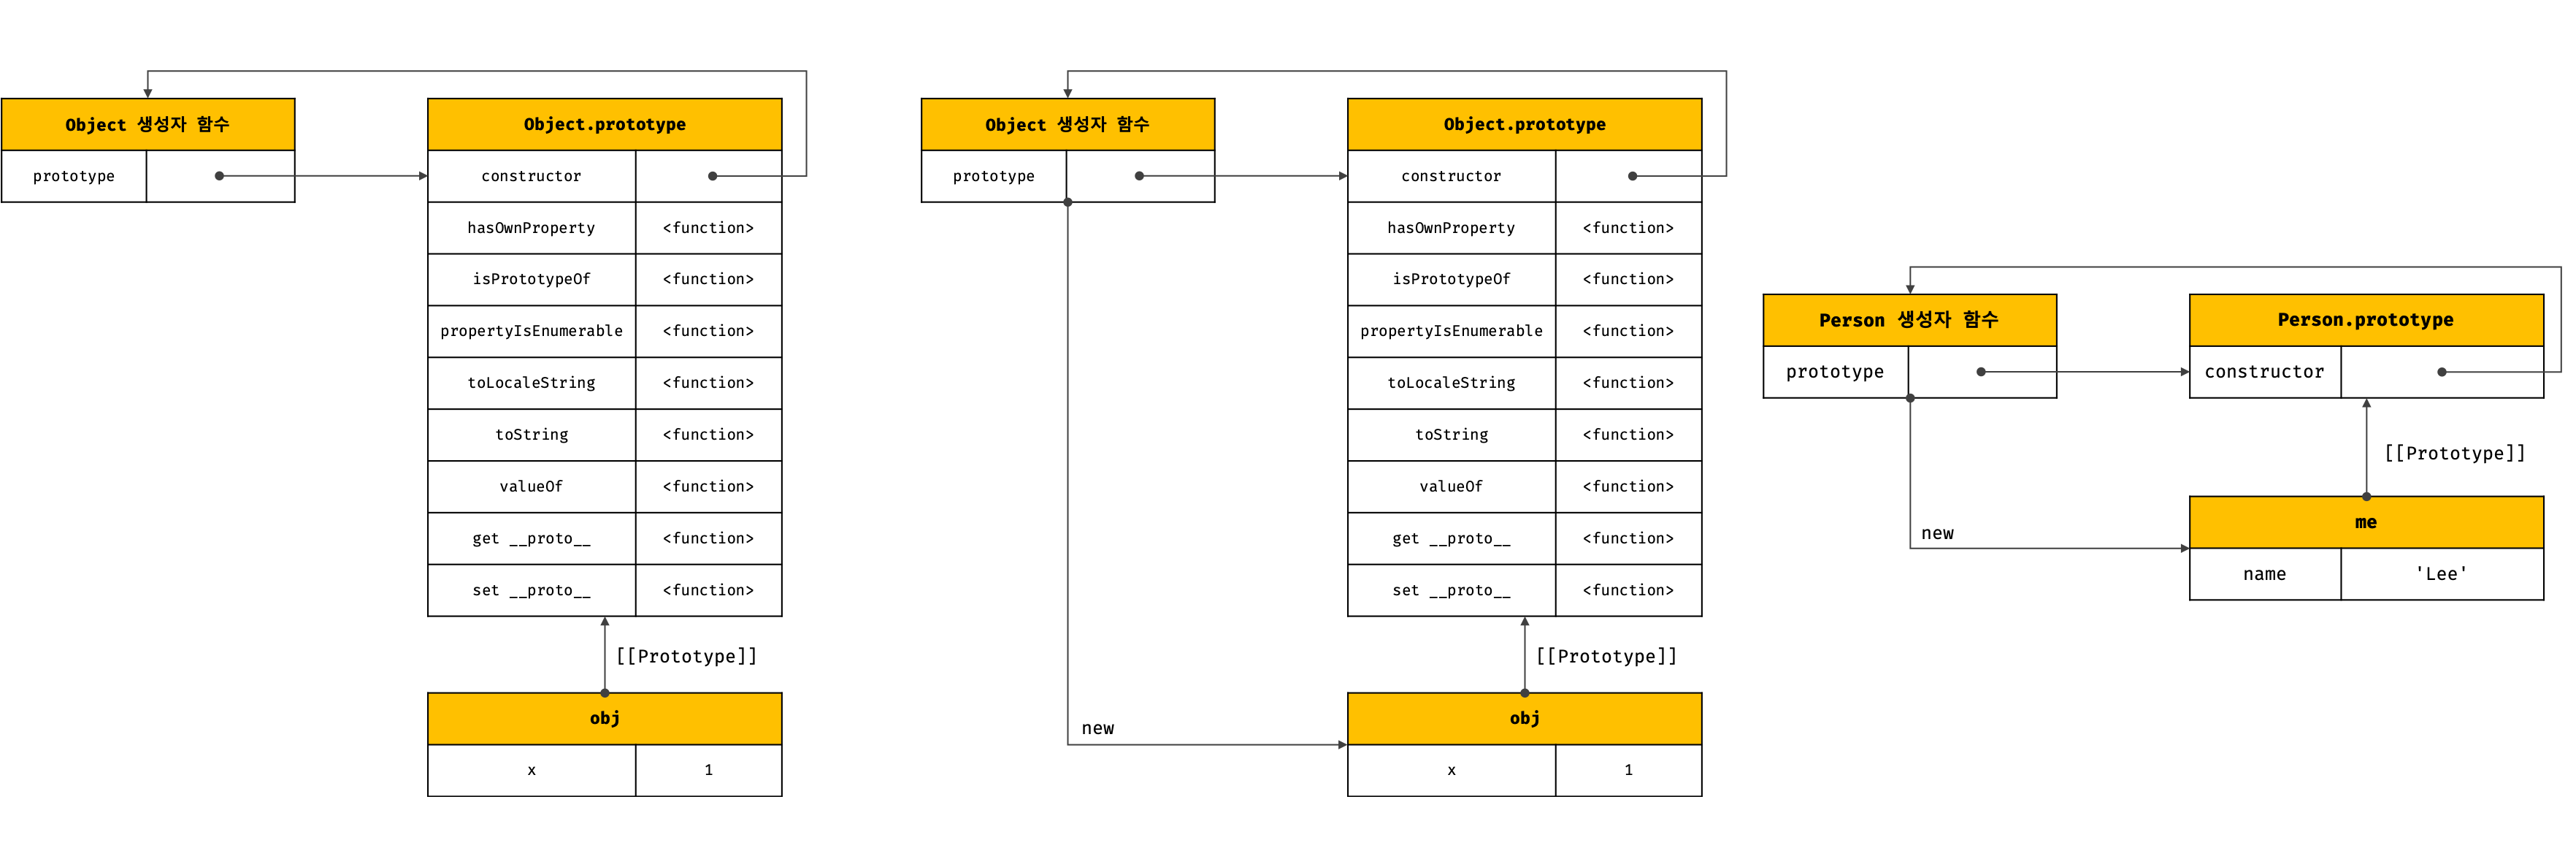 Object 생성자 함수
prototype
Object.prototype
constructor
hasOwnProperty <function>
isPrototypeOf <function>
propertyIsEnumerable <function>
toLocaleString <function>
toString <function>
valueOf <function>
get __proto__ <function>
set __proto__ <function>
[[Prototype]]
obj
x 1
Object 생성자 함수
prototype
Object.prototype
constructor
hasOwnProperty <function>
isPrototypeOf <function>
propertyIsEnumerable <function>
toLocaleString <function>
toString <function>
valueOf <function>
get __proto__ <function>
set __proto__ <function>
[[Prototype]]
new
obj
x 1
Person 생성자 함수
prototype
Person.prototype
constructor
[[Prototype]]
new
me
name 'Lee'